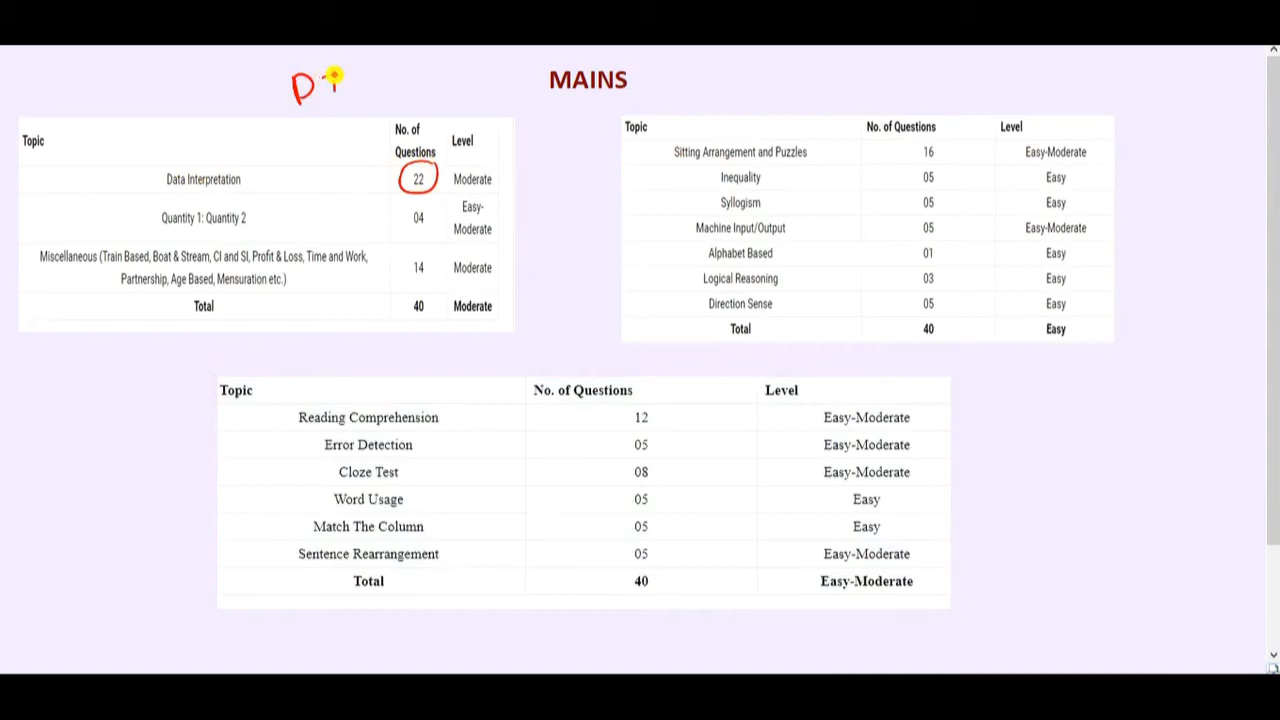 DI
MAINS
Topic No. of Questions Level
Data Interpretation 22 Moderate
Quantity 1: Quantity 2 04 Easy-Moderate
Miscellaneous (Train Based, Boat & Stream, CI and SI, Profit & Loss, Time and Work,
Partnership, Age Based, Mensuration etc.) 14 Moderate
Total 40 Moderate
Topic No. of Questions Level
Sitting Arrangement and Puzzles 16 Easy-Moderate
Inequality 05 Easy
Syllogism 05 Easy
Machine Input/Output 05 Easy-Moderate
Alphabet Based 01 Easy
Logical Reasoning 03 Easy
Direction Sense 05 Easy
Total 40 Easy
Topic No. of Questions Level
Reading Comprehension 12 Easy-Moderate
Error Detection 05 Easy-Moderate
Cloze Test 08 Easy-Moderate
Word Usage 05 Easy
Match The Column 05 Easy
Sentence Rearrangement 05 Easy-Moderate
Total 40 Easy-Moderate